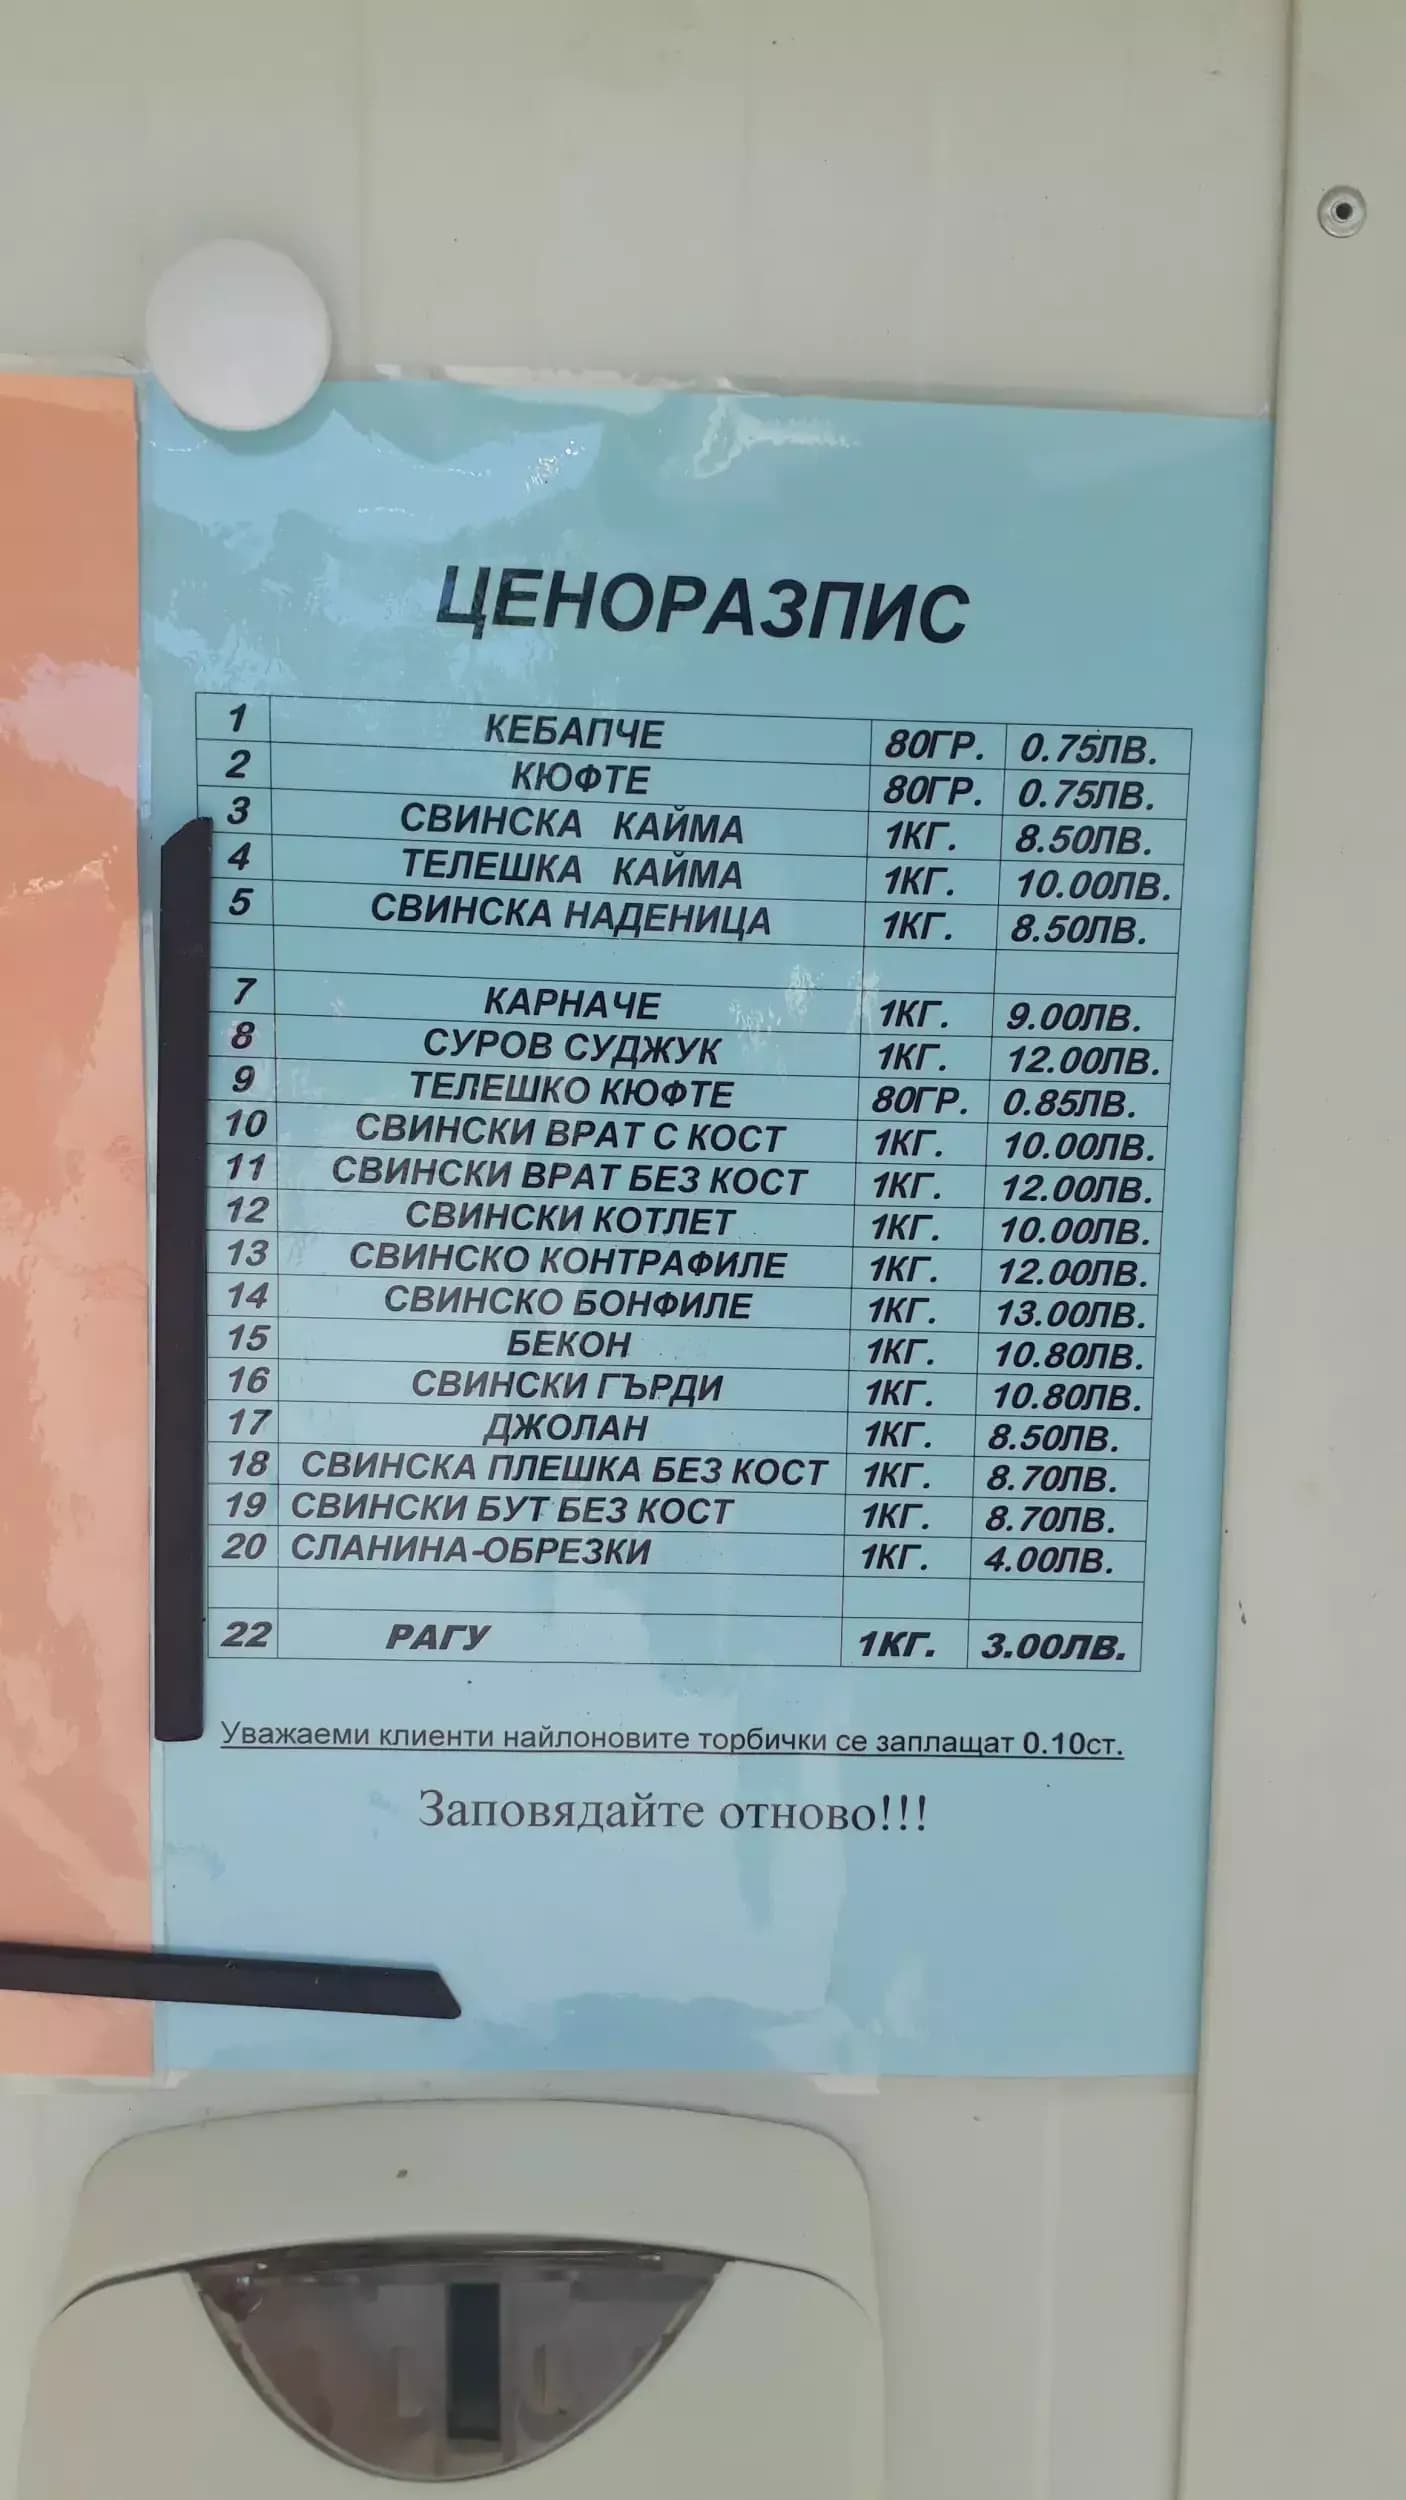 ЦЕНОРАЗПИС
1 КЕБАПЧЕ 80ГР. 0.75ЛВ.
2 КЮФТЕ 80ГР. 0.75ЛВ.
3 СВИНСКА КАЙМА 1КГ. 8.50ЛВ.
4 ТЕЛЕШКА КАЙМА 1КГ. 10.00ЛВ.
5 СВИНСКА НАДЕНИЦА 1КГ. 8.50ЛВ.
7 КАРНАЧЕ 1КГ. 9.00ЛВ.
8 СУРОВ СУДЖУК 1КГ. 12.00ЛВ.
9 ТЕЛЕШКО КЮФТЕ 80ГР. 0.85ЛВ.
10 СВИНСКИ ВРАТ С КОСТ 1КГ. 10.00ЛВ.
11 СВИНСКИ ВРАТ БЕЗ КОСТ 1КГ. 12.00ЛВ.
12 СВИНСКИ КОТЛЕТ 1КГ. 10.00ЛВ.
13 СВИНСКО КОНТРАФИЛЕ 1КГ. 12.00ЛВ.
14 СВИНСКО БОНФИЛЕ 1КГ. 13.00ЛВ.
15 БЕКОН 1КГ. 10.80ЛВ.
16 СВИНСКИ ГЪРДИ 1КГ. 10.80ЛВ.
17 ДЖОЛАН 1КГ. 8.50ЛВ.
18 СВИНСКА ПЛЕШКА БЕЗ КОСТ 1КГ. 8.70ЛВ.
19 СВИНСКИ БУТ БЕЗ КОСТ 1КГ. 8.70ЛВ.
20 СЛАНИНА-ОБРЕЗКИ 1КГ. 4.00ЛВ.
22 РАГУ 1КГ. 3.00ЛВ.
Уважаеми клиенти найлоновите торбички се заплащат 0.10ст.
Заповядайте отново!!!